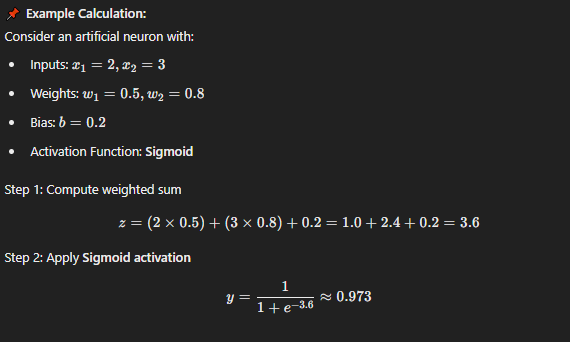 📌 Example Calculation:
Consider an artificial neuron with:
• Inputs: x₁ = 2, x₂ = 3
• Weights: w₁ = 0.5, w₂ = 0.8
• Bias: b = 0.2
• Activation Function: Sigmoid
Step 1: Compute weighted sum
z = (2 × 0.5) + (3 × 0.8) + 0.2 = 1.0 + 2.4 + 0.2 = 3.6
Step 2: Apply Sigmoid activation
y = 1 / (1 + e^{−3.6}) ≈ 0.973